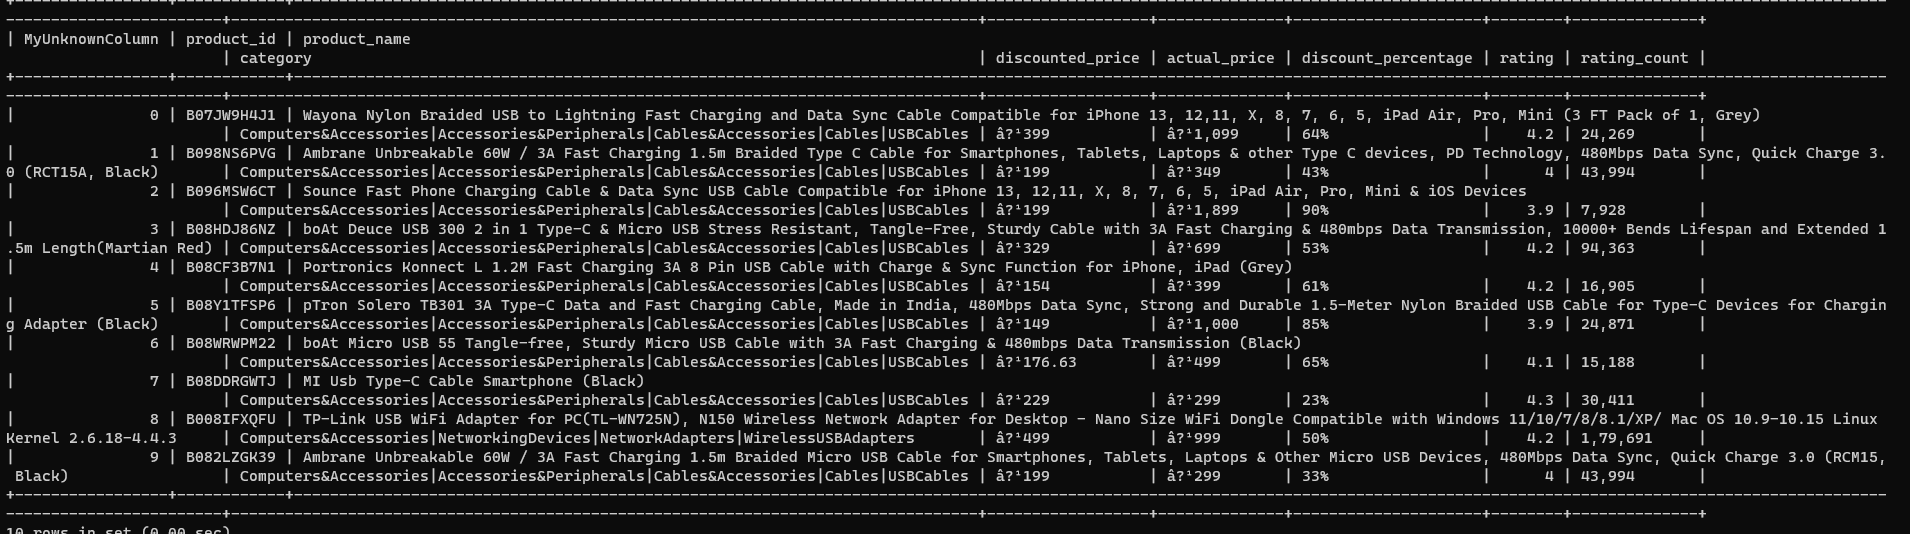 | MyUnknownColumn | product_id | product_name
| category | discounted_price | actual_price | discount_percentage | rating | rating_count |
| 0 | B07JW9H4J1 | Wayona Nylon Braided USB to Lightning Fast Charging and Data Sync Cable Compatible for iPhone 13, 12,11, X, 8, 7, 6, 5, iPad Air, Pro, Mini (3 FT Pack of 1, Grey)
| Computers&Accessories|Accessories&Peripherals|Cables&Accessories|Cables|USBCables | â?¹399 | â?¹1,099 | 64% | 4.2 | 24,269 |
| 1 | B098NS6PVG | Ambrane Unbreakable 60W / 3A Fast Charging 1.5m Braided Type C Cable for Smartphones, Tablets, Laptops & other Type C devices, PD Technology, 480Mbps Data Sync, Quick Charge 3.
0 (RCT15A, Black) | Computers&Accessories|Accessories&Peripherals|Cables&Accessories|Cables|USBCables | â?¹199 | â?¹349 | 43% | 4 | 43,994 |
| 2 | B096MSW6CT | Sounce Fast Phone Charging Cable & Data Sync USB Cable Compatible for iPhone 13, 12,11, X, 8, 7, 6, 5, iPad Air, Pro, Mini & iOS Devices
| Computers&Accessories|Accessories&Peripherals|Cables&Accessories|Cables|USBCables | â?¹199 | â?¹1,899 | 90% | 3.9 | 7,928 |
| 3 | B08HDJ86NZ | boAt Deuce USB 300 2 in 1 Type-C & Micro USB Stress Resistant, Tangle-Free, Sturdy Cable with 3A Fast Charging & 480mbps Data Transmission, 10000+ Bends Lifespan and Extended 1
.5m Length(Martian Red) | Computers&Accessories|Accessories&Peripherals|Cables&Accessories|Cables|USBCables | â?¹329 | â?¹699 | 53% | 4.2 | 94,363 |
| 4 | B08CF3B7N1 | Portronics Konnect L 1.2M Fast Charging 3A 8 Pin USB Cable with Charge & Sync Function for iPhone, iPad (Grey)
| Computers&Accessories|Accessories&Peripherals|Cables&Accessories|Cables|USBCables | â?¹154 | â?¹399 | 61% | 4.2 | 16,905 |
| 5 | B08Y1TFSP6 | pTron Solero TB301 3A Type-C Data and Fast Charging Cable, Made in India, 480Mbps Data Sync, Strong and Durable 1.5-Meter Nylon Braided USB Cable for Type-C Devices for Chargin
g Adapter (Black) | Computers&Accessories|Accessories&Peripherals|Cables&Accessories|Cables|USBCables | â?¹149 | â?¹1,000 | 85% | 3.9 | 24,871 |
| 6 | B08WRWPM22 | boAt Micro USB 55 Tangle-free, Sturdy Micro USB Cable with 3A Fast Charging & 480mbps Data Transmission (Black)
| Computers&Accessories|Accessories&Peripherals|Cables&Accessories|Cables|USBCables | â?¹176.63 | â?¹499 | 65% | 4.1 | 15,188 |
| 7 | B08DDRGWTJ | MI Usb Type-C Cable Smartphone (Black)
| Computers&Accessories|Accessories&Peripherals|Cables&Accessories|Cables|USBCables | â?¹229 | â?¹299 | 23% | 4.3 | 30,411 |
| 8 | B008IFXQFU | TP-Link USB WiFi Adapter for PC(TL-WN725N), N150 Wireless Network Adapter for Desktop - Nano Size WiFi Dongle Compatible with Windows 11/10/7/8/8.1/XP/ Mac OS 10.9-10.15 Linux
Kernel 2.6.18-4.4.3 | Computers&Accessories|NetworkingDevices|NetworkAdapters|WirelessUSBAdapters | â?¹499 | â?¹999 | 50% | 4.2 | 1,79,691 |
| 9 | B082LZGK39 | Ambrane Unbreakable 60W / 3A Fast Charging 1.5m Braided Micro USB Cable for Smartphones, Tablets, Laptops & Other Micro USB Devices, 480Mbps Data Sync, Quick Charge 3.0 (RCM15,
Black) | Computers&Accessories|Accessories&Peripherals|Cables&Accessories|Cables|USBCables | â?¹199 | â?¹299 | 33% | 4 | 43,994 |
10 rows in set (0.00 sec)